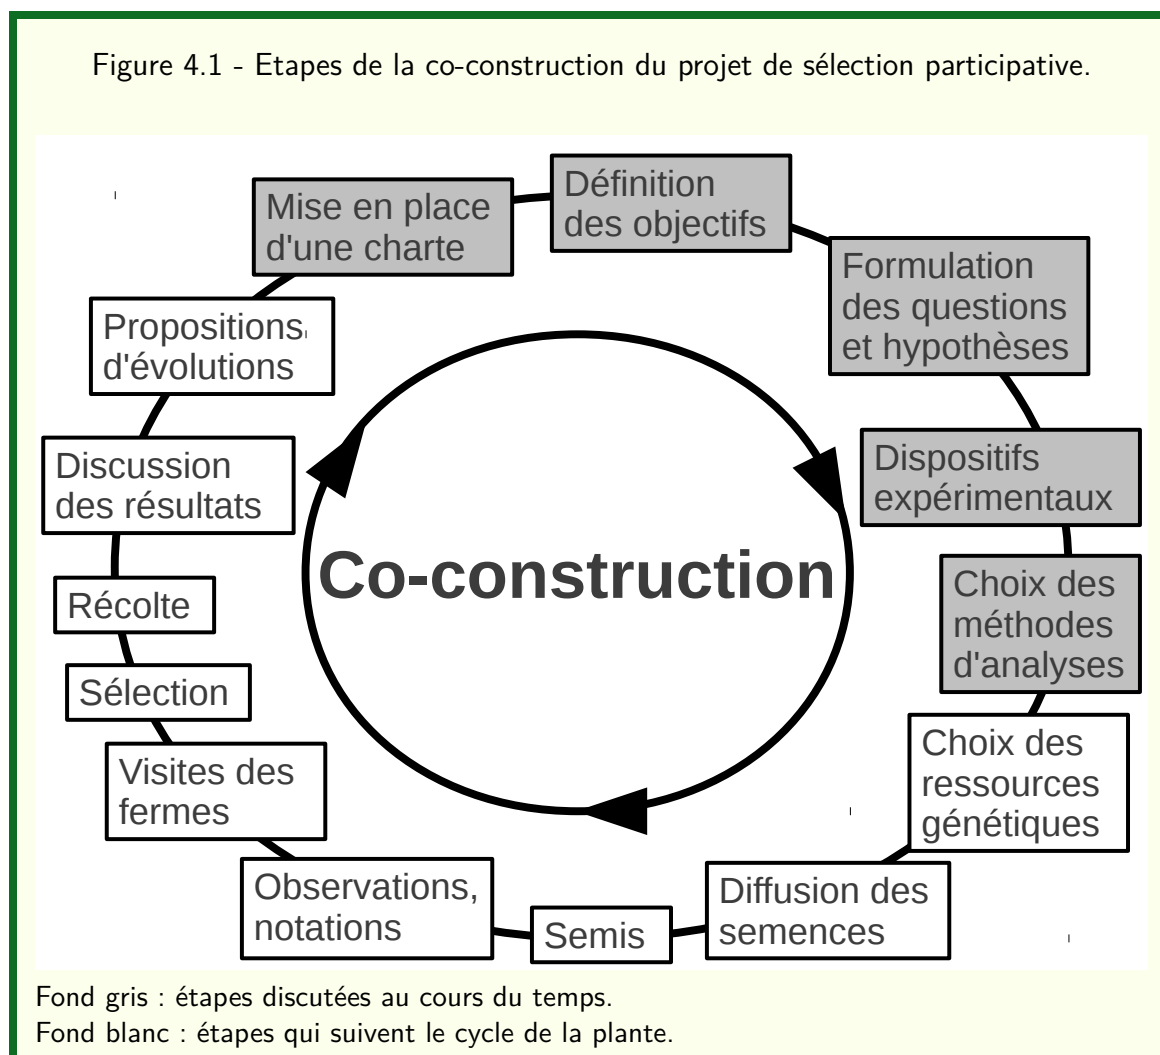 Figure 4.1 - Etapes de la co-construction du projet de sélection participative.
Mise en place
d'une charte
Définition
des objectifs
Formulation
des questions
et hypothèses
Dispositifs
expérimentaux
Choix des
méthodes
d'analyses
Choix des
ressources
génétiques
Diffusion des
semences
Semis
Observations,
notations
Visites des
fermes
Sélection
Récolte
Discussion
des résultats
Propositions
d'évolutions
Co-construction
Fond gris : étapes discutées au cours du temps.
Fond blanc : étapes qui suivent le cycle de la plante.